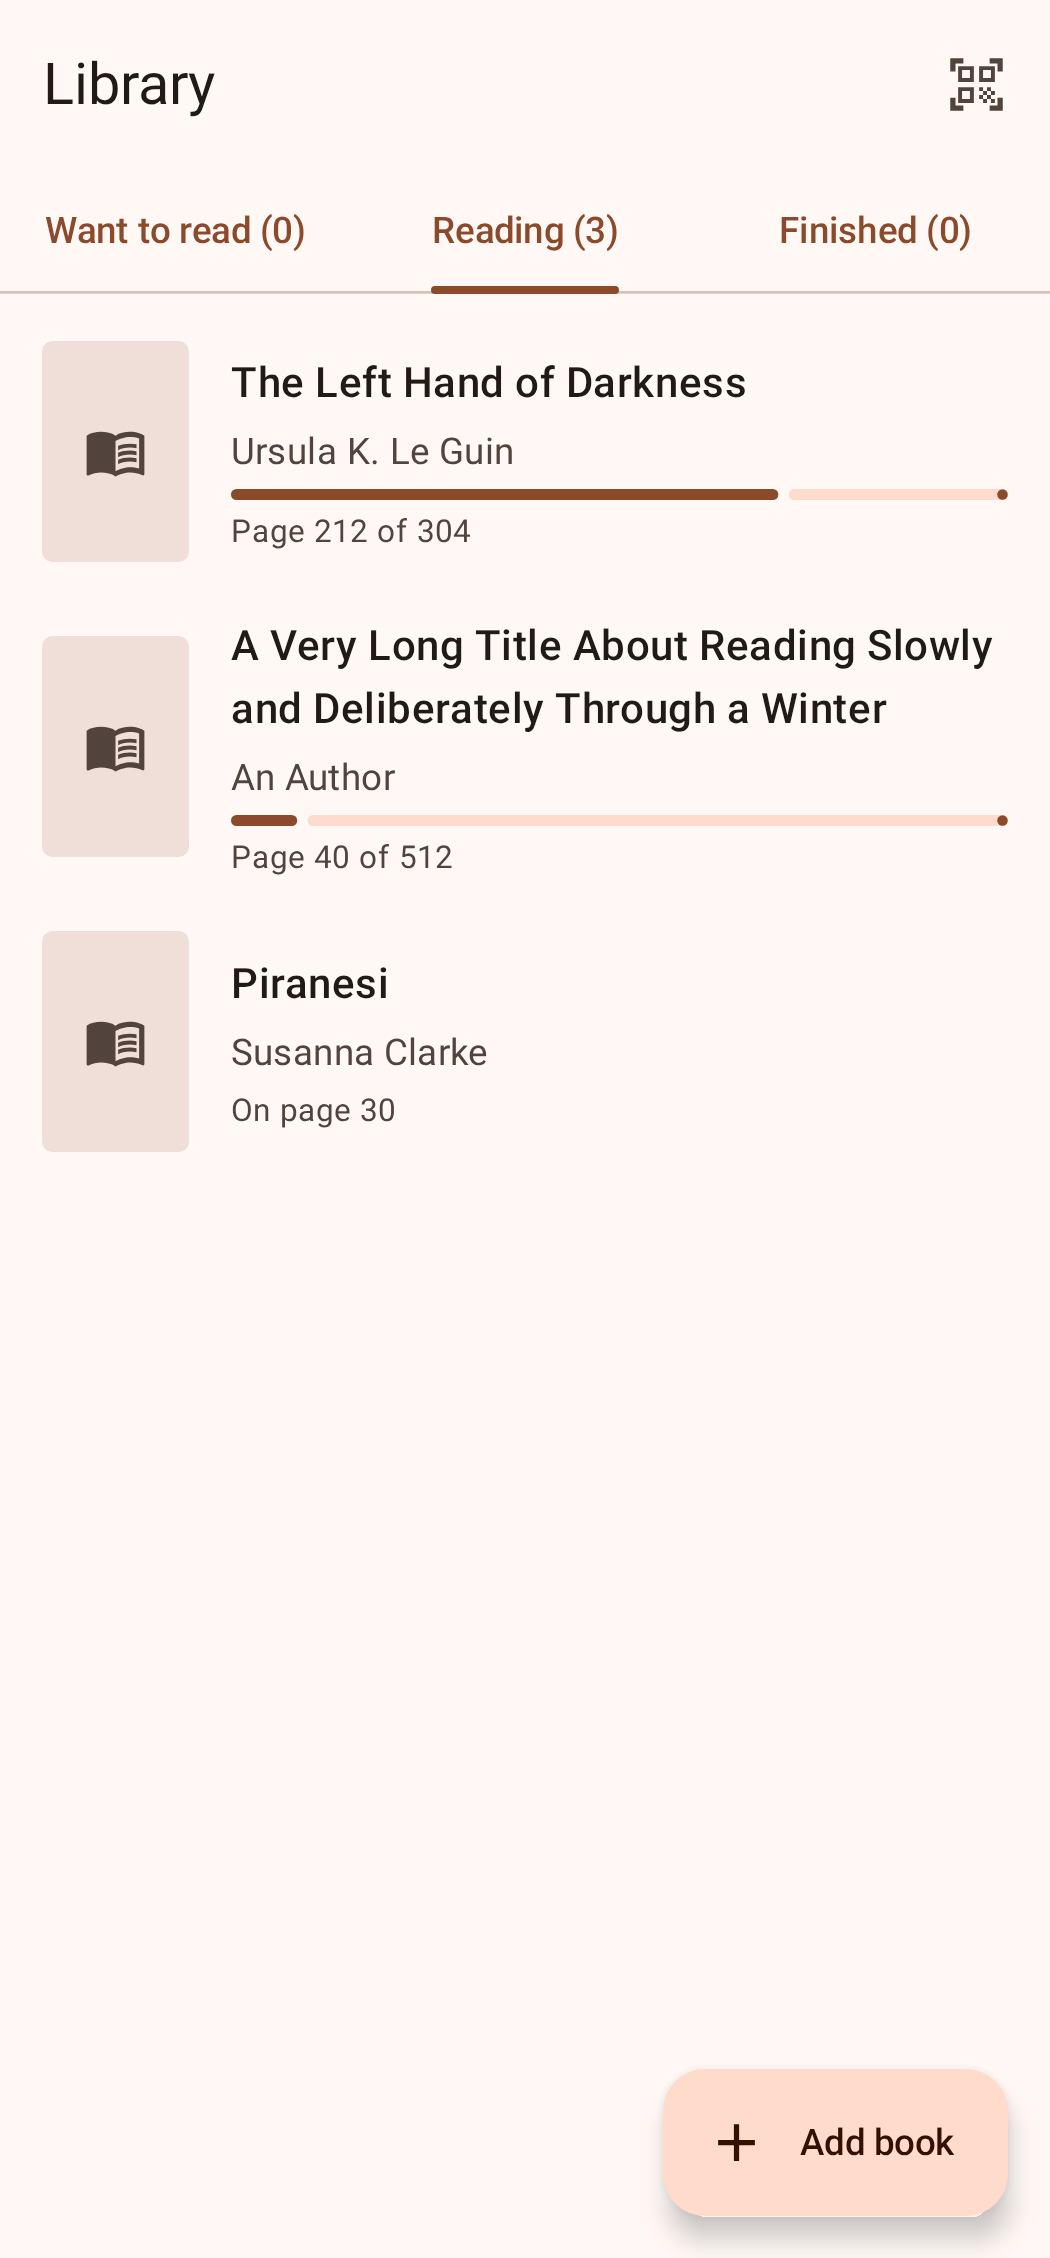 Library
Want to read (0)
Reading (3)
Finished (0)
The Left Hand of Darkness
Ursula K. Le Guin
Page 212 of 304
A Very Long Title About Reading Slowly
and Deliberately Through a Winter
An Author
Page 40 of 512
Piranesi
Susanna Clarke
On page 30
Add book